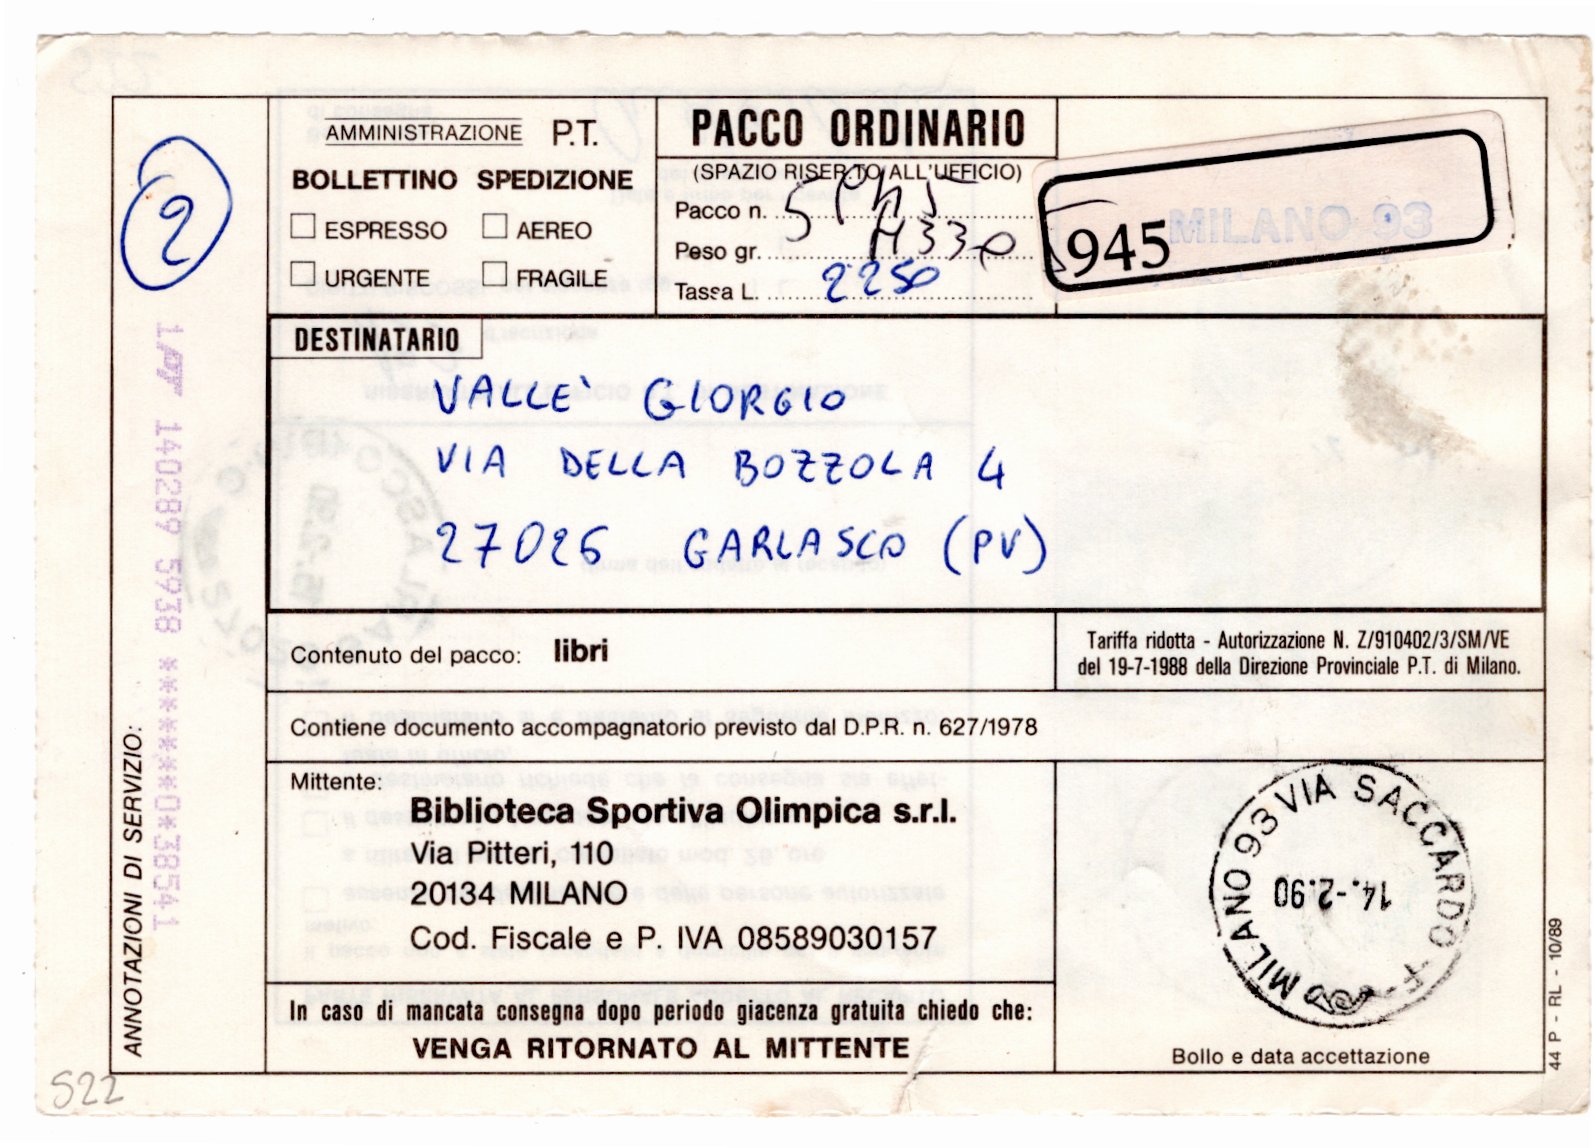 2
AMMINISTRAZIONE P.T.
BOLLETTINO SPEDIZIONE
ESPRESSO AEREO
URGENTE FRAGILE
PACCO ORDINARIO
(SPAZIO RISER.TO ALL'UFFICIO)
Pacco n.
Peso gr.
Tassa L. 2250
945 MILANO 93
DESTINATARIO
VALLE' GIORGIO
VIA DELLA BOZZOLA 4
27026 GARLASCO (PV)
Contenuto del pacco: libri
Tariffa ridotta - Autorizzazione N. Z/910402/3/SM/VE
del 19-7-1988 della Direzione Provinciale P.T. di Milano.
Contiene documento accompagnatorio previsto dal D.P.R. n. 627/1978
Mittente:
Biblioteca Sportiva Olimpica s.r.l.
Via Pitteri, 110
20134 MILANO
Cod. Fiscale e P. IVA 08589030157
In caso di mancata consegna dopo periodo giacenza gratuita chiedo che:
VENGA RITORNATO AL MITTENTE
MILANO 93 VIA SACCARDO - F.
14.-2.90
Bollo e data accettazione
44 P - RL - 10/89
ANNOTAZIONI DI SERVIZIO:
140289 5938 ********0*38541
522